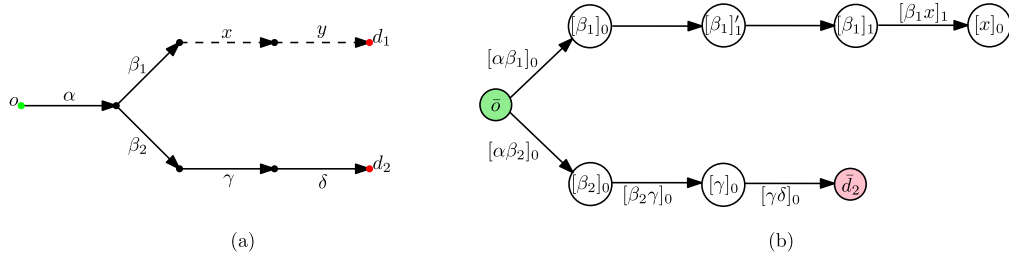 x y d₁
β₁
o α
β₂
γ δ d₂
(a)
[β₁]₀ [β₁]′₁ [β₁]₁ [β₁x]₁ [x]₀
[αβ₁]₀
ō
[αβ₂]₀
[β₂]₀ [β₂γ]₀ [γ]₀ [γδ]₀ d̄₂
(b)